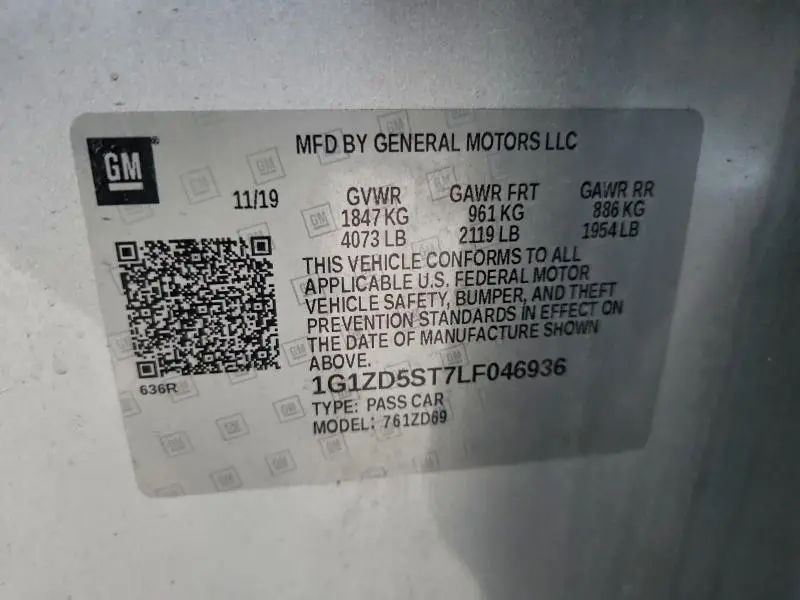 GM
MFD BY GENERAL MOTORS LLC
11/19
GVWR GAWR FRT GAWR RR
1847 KG 961 KG 886 KG
4073 LB 2119 LB 1954 LB
THIS VEHICLE CONFORMS TO ALL
APPLICABLE U.S. FEDERAL MOTOR
VEHICLE SAFETY, BUMPER, AND THEFT
PREVENTION STANDARDS IN EFFECT ON
THE DATE OF MANUFACTURE SHOWN
ABOVE.
636R
1G1ZD5ST7LF046936
TYPE: PASS CAR
MODEL: 761ZD69